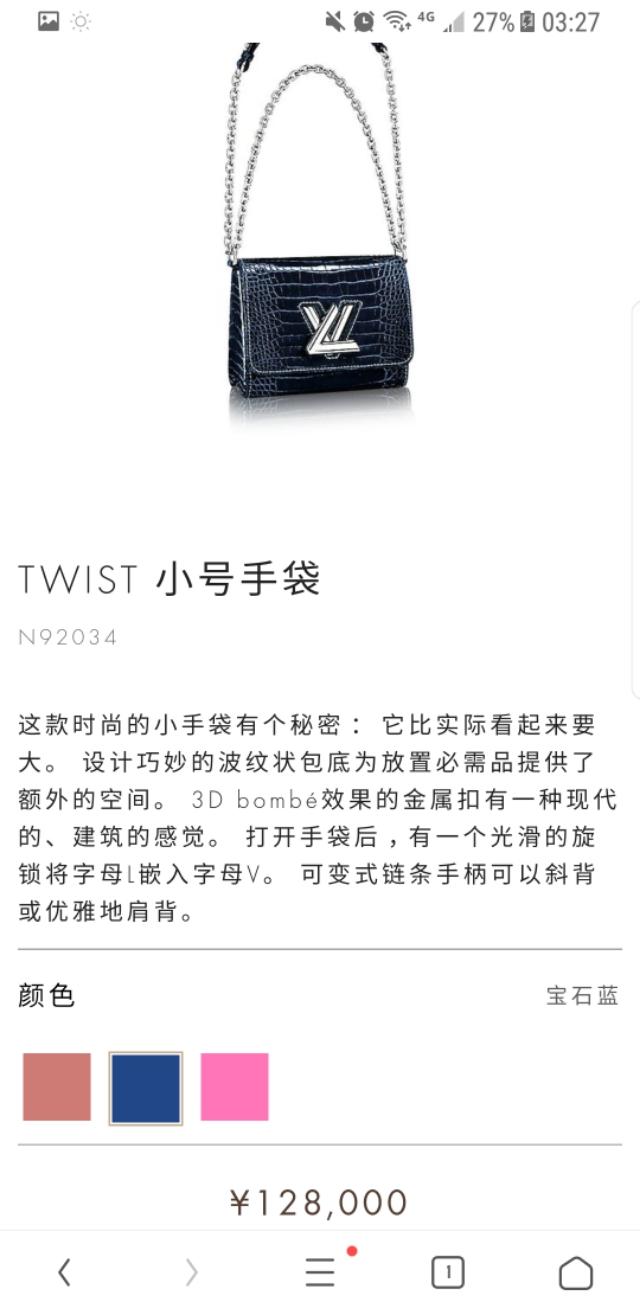 4G 27% 03:27
TWIST 小号手袋
N92034
这款时尚的小手袋有个秘密： 它比实际看起来要
大。 设计巧妙的波纹状包底为放置必需品提供了
额外的空间。 3D bombé效果的金属扣有一种现代
的、建筑的感觉。 打开手袋后，有一个光滑的旋
锁将字母L嵌入字母V。 可变式链条手柄可以斜背
或优雅地肩背。
颜色 宝石蓝
¥128,000
1